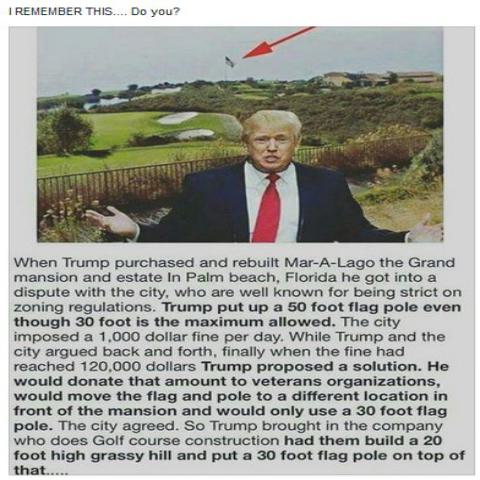 I REMEMBER THIS.... Do you?
When Trump purchased and rebuilt Mar-A-Lago the Grand
mansion and estate In Palm beach, Florida he got into a
dispute with the city, who are well known for being strict on
zoning regulations. Trump put up a 50 foot flag pole even
though 30 foot is the maximum allowed. The city
imposed a 1,000 dollar fine per day. While Trump and the
city argued back and forth, finally when the fine had
reached 120,000 dollars Trump proposed a solution. He
would donate that amount to veterans organizations,
would move the flag and pole to a different location in
front of the mansion and would only use a 30 foot flag
pole. The city agreed. So Trump brought in the company
who does Golf course construction had them build a 20
foot high grassy hill and put a 30 foot flag pole on top of
that.....